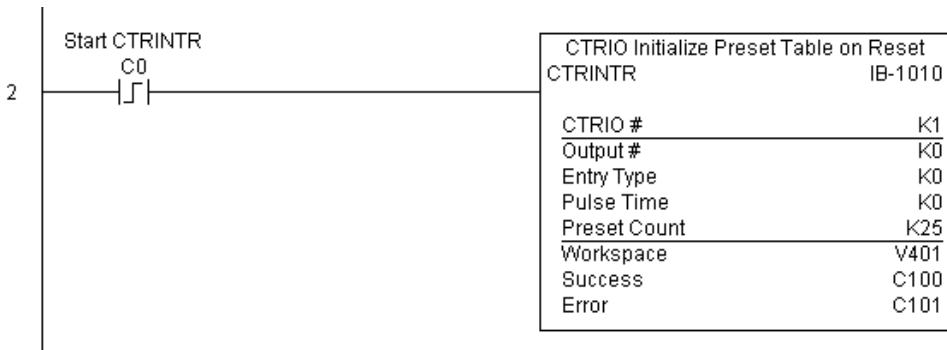 Start CTRINTR
C0
2
CTRIO Initialize Preset Table on Reset
CTRINTR IB-1010
CTRIO # K1
Output # K0
Entry Type K0
Pulse Time K0
Preset Count K25
Workspace V401
Success C100
Error C101